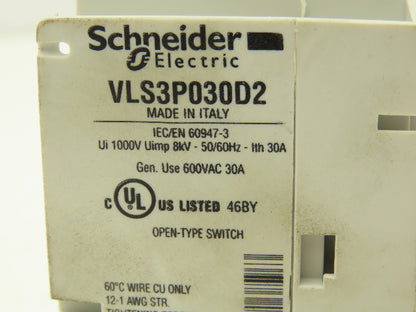 Schneider
Electric
VLS3P030D2
MADE IN ITALY
IEC/EN 60947-3
Ui 1000V Uimp 8kV - 50/60Hz - Ith 30A
Gen. Use 600VAC 30A
C UL US LISTED 46BY
OPEN-TYPE SWITCH
60°C WIRE CU ONLY
12-1 AWG STR.